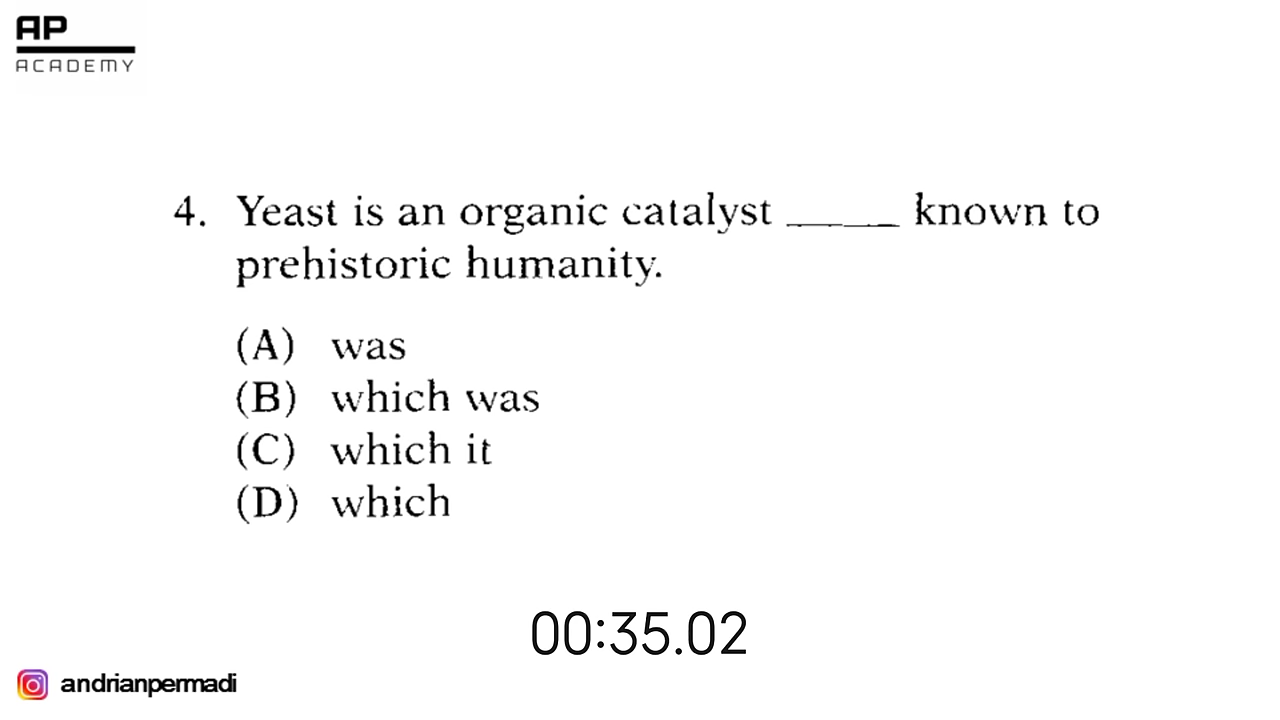 AP
ACADEMY
4. Yeast is an organic catalyst _____ known to
prehistoric humanity.
(A) was
(B) which was
(C) which it
(D) which
00:35.02
andrianpermadi